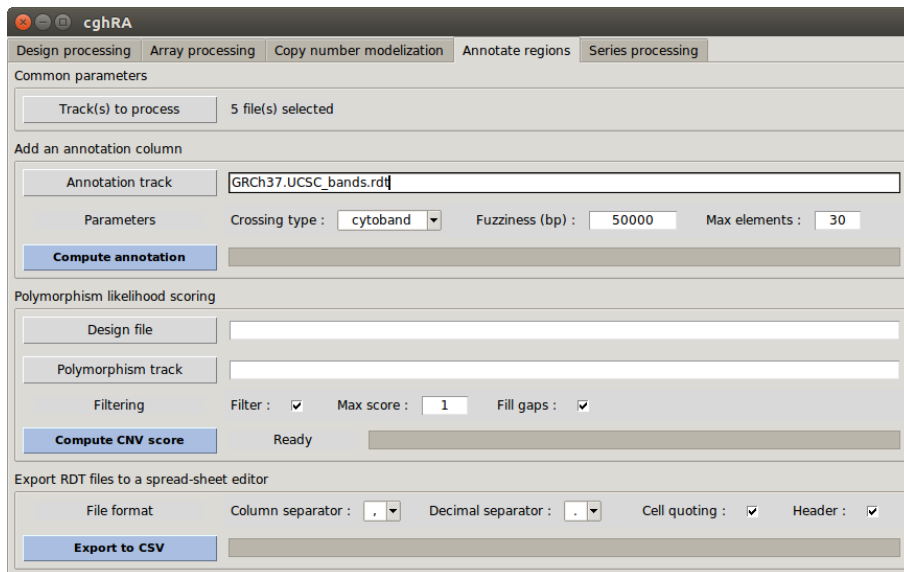 cghRA
Design processing Array processing Copy number modelization Annotate regions Series processing
Common parameters
Track(s) to process 5 file(s) selected
Add an annotation column
Annotation track GRCh37.UCSC_bands.rdt
Parameters Crossing type : cytoband Fuzziness (bp) : 50000 Max elements : 30
Compute annotation
Polymorphism likelihood scoring
Design file
Polymorphism track
Filtering Filter : Max score : 1 Fill gaps :
Compute CNV score Ready
Export RDT files to a spread-sheet editor
File format Column separator : , Decimal separator : . Cell quoting : Header :
Export to CSV